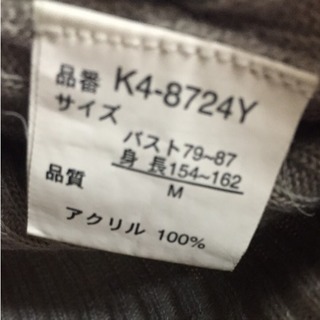 品番 K4-8724Y
サイズ
バスト79~87
身 長154~162
M
品質
アクリル 100%